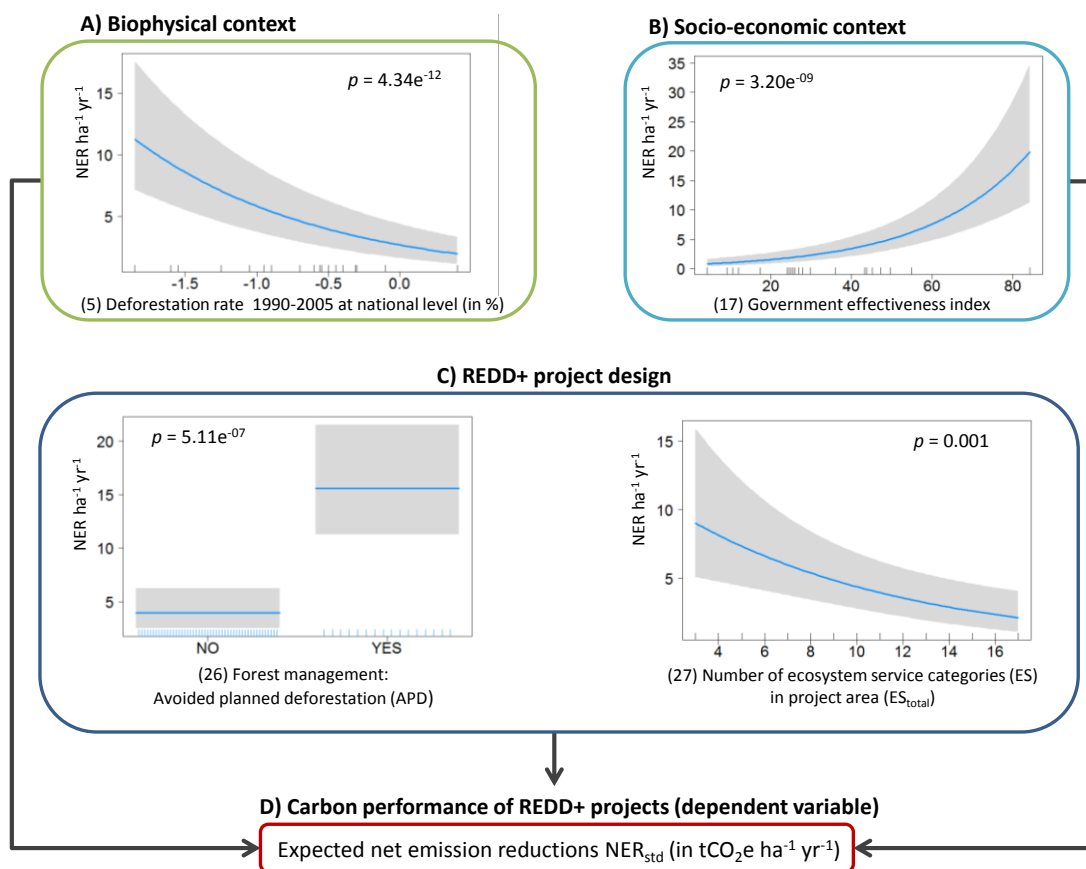 A) Biophysical context
p = 4.34e-12
NER ha-1 yr-1
15
10
5
-1.5
-1.0
-0.5
0.0
(5) Deforestation rate 1990-2005 at national level (in %)
B) Socio-economic context
p = 3.20e-09
NER ha-1 yr-1
35
30
25
20
15
10
5
0
20
40
60
80
(17) Government effectiveness index
C) REDD+ project design
p = 5.11e-07
NER ha-1 yr-1
20
15
10
5
NO
YES
(26) Forest management:
Avoided planned deforestation (APD)
p = 0.001
NER ha-1 yr-1
15
10
5
4
6
8
10
12
14
16
(27) Number of ecosystem service categories (ES)
in project area (EStotal)
D) Carbon performance of REDD+ projects (dependent variable)
Expected net emission reductions NERstd (in tCO2e ha-1 yr-1)